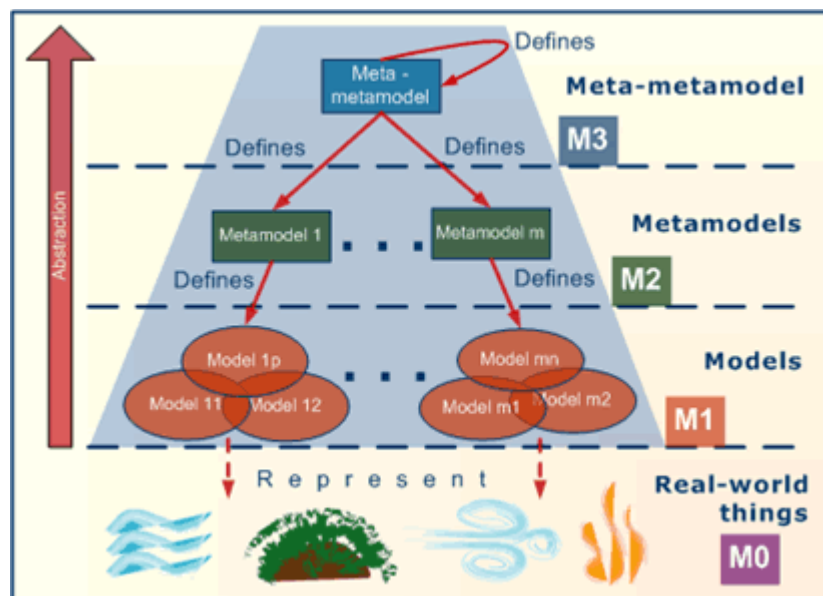 Defines
Meta -
metamodel
Meta-metamodel
M3
Defines
Defines
Abstraction
Metamodels
Metamodel 1
. . .
Metamodel m
M2
Defines
Defines
Model 1p
. . .
Model mn
Models
Model 11
Model 12
Model m1
Model m2
M1
Represent
Real-world
things
M0